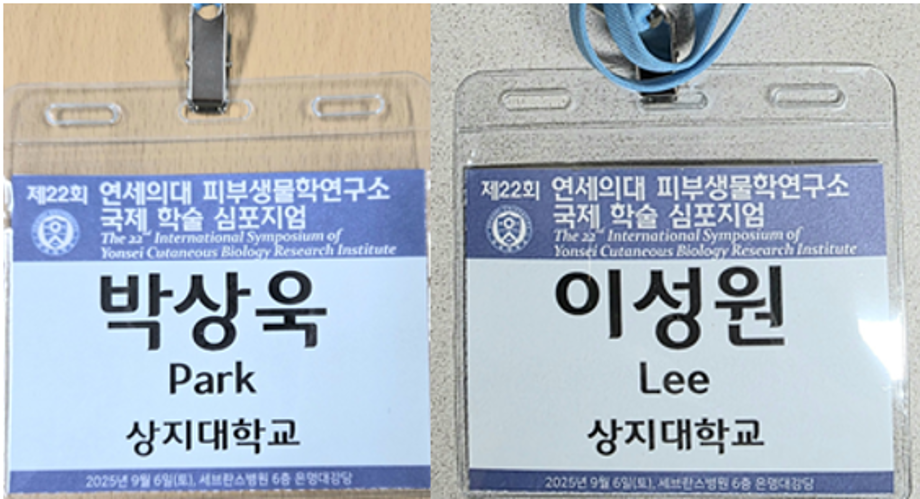 제22회 연세의대 피부생물학연구소
국제 학술 심포지엄
The 22nd International Symposium of
Yonsei Cutaneous Biology Research Institute
박상욱
Park
상지대학교
2025년 9월 6일(토), 세브란스병원 6층 은명대강당
제22회 연세의대 피부생물학연구소
국제 학술 심포지엄
The 22nd International Symposium of
Yonsei Cutaneous Biology Research Institute
이성원
Lee
상지대학교
2025년 9월 6일(토), 세브란스병원 6층 은명대강당